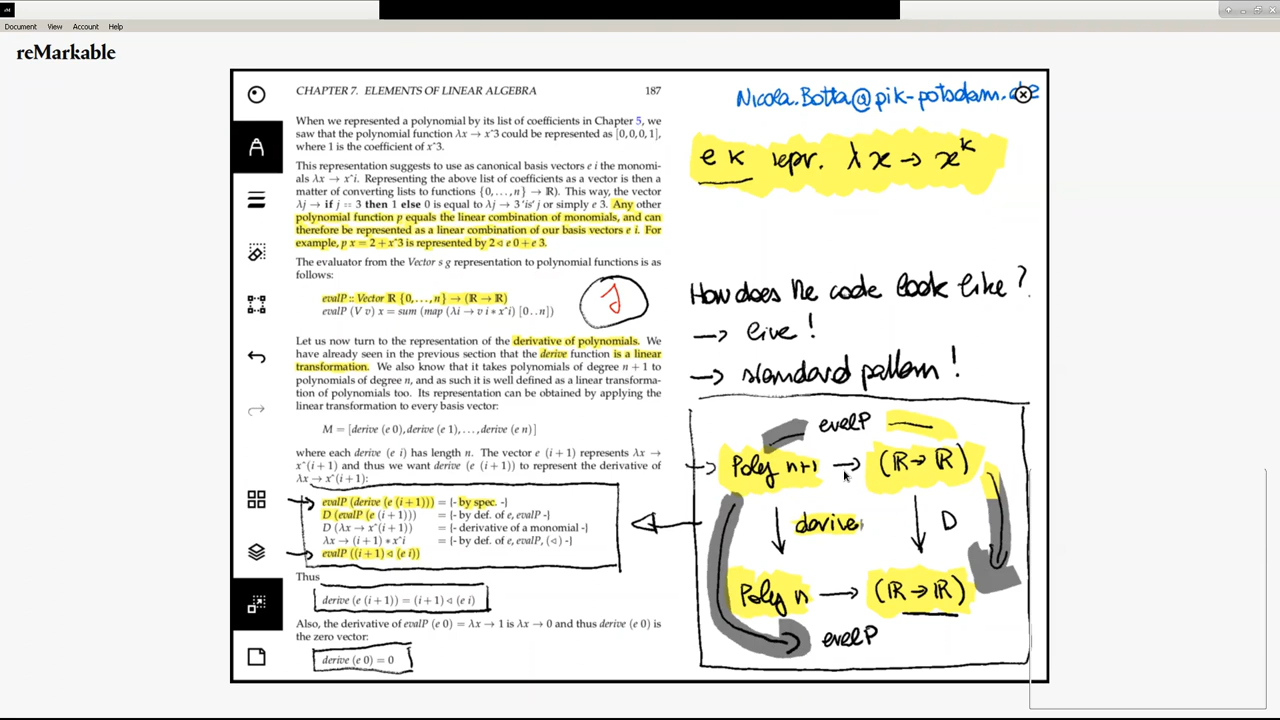 Document View Account Help
reMarkable
CHAPTER 7. ELEMENTS OF LINEAR ALGEBRA 187
When we represented a polynomial by its list of coefficients in Chapter 5, we
saw that the polynomial function λx → x^3 could be represented as [0,0,0,1],
where 1 is the coefficient of x^3.
This representation suggests to use as canonical basis vectors e i the monomi-
als λx → x^i. Representing the above list of coefficients as a vector is then a
matter of converting lists to functions {0,...,n} → ℝ). This way, the vector
λj → if j == 3 then 1 else 0 is equal to λj → 3 'is' j or simply e 3. Any other
polynomial function p equals the linear combination of monomials, and can
therefore be represented as a linear combination of our basis vectors e i. For
example, p x = 2 + x^3 is represented by 2 ◃ e 0 + e 3.
The evaluator from the Vector s g representation to polynomial functions is as
follows:
evalP :: Vector ℝ {0,...,n} → (ℝ → ℝ)
evalP (V v) x = sum (map (λi → v i * x^i) [0..n])
Let us now turn to the representation of the derivative of polynomials. We
have already seen in the previous section that the derive function is a linear
transformation. We also know that it takes polynomials of degree n + 1 to
polynomials of degree n, and as such it is well defined as a linear transforma-
tion of polynomials too. Its representation can be obtained by applying the
linear transformation to every basis vector:
M = [derive (e 0), derive (e 1),...,derive (e n)]
where each derive (e i) has length n. The vector e (i + 1) represents λx →
x^(i + 1) and thus we want derive (e (i + 1)) to represent the derivative of
λx → x^(i + 1):
evalP (derive (e (i + 1))) = {- by spec. -}
D (evalP (e (i + 1))) = {- by def. of e, evalP -}
D (λx → x^(i + 1)) = {- derivative of a monomial -}
λx → (i + 1) * x^i = {- by def. of e, evalP, (◃) -}
evalP ((i + 1) ◃ (e i))
Thus
derive (e (i + 1)) = (i + 1) ◃ (e i)
Also, the derivative of evalP (e 0) = λx → 1 is λx → 0 and thus derive (e 0) is
the zero vector:
derive (e 0) = 0
e k repr. λx → x^k
How does the code look like?
→ live!
→ standard pattern!
evalP
→ Poly n+1 → (ℝ → ℝ)
derive D
Poly n → (ℝ → ℝ)
evalP